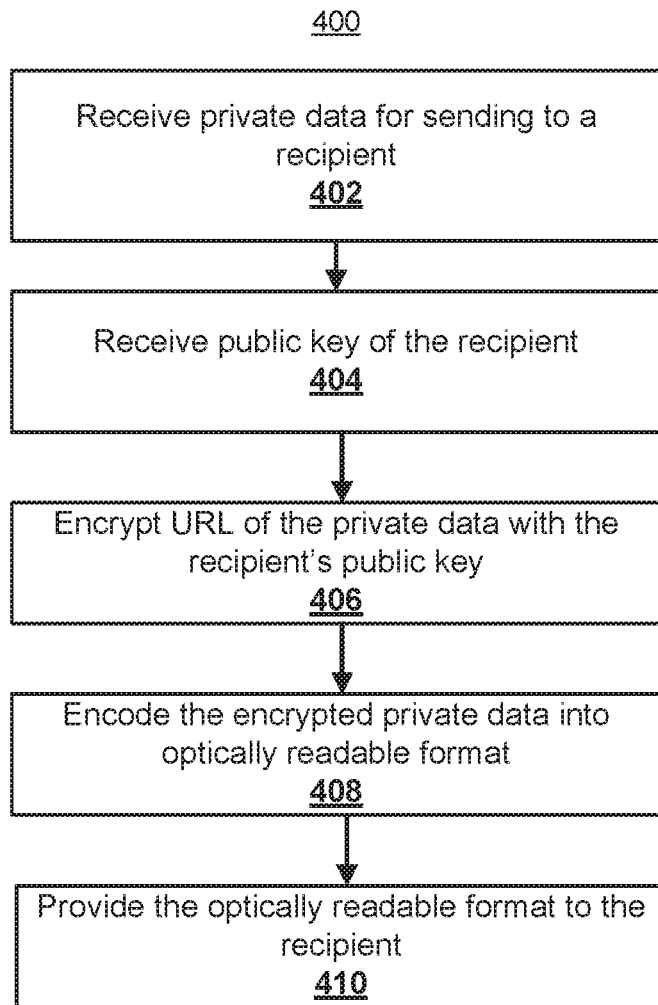 400
Receive private data for sending to a
recipient
402
Receive public key of the recipient
404
Encrypt URL of the private data with the
recipient's public key
406
Encode the encrypted private data into
optically readable format
408
Provide the optically readable format to the
recipient
410